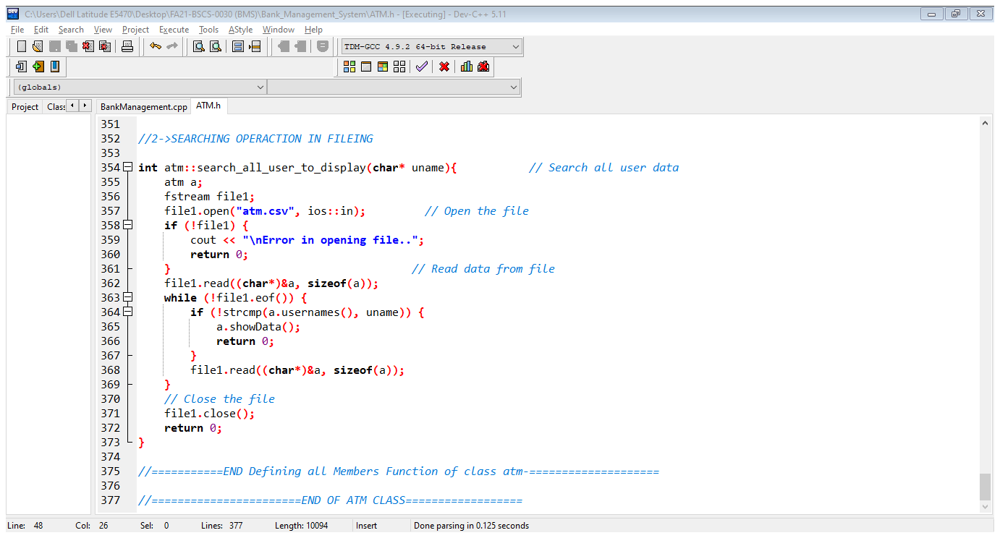 C:\Users\Dell Latitude E5470\Desktop\FA21-BSCS-0030 (BMS)\Bank_Management_System\ATM.h - [Executing] - Dev-C++ 5.11
File Edit Search View Project Execute Tools AStyle Window Help
TDM-GCC 4.9.2 64-bit Release
(globals)
Project Clas BankManagement.cpp ATM.h
351
352 //2->SEARCHING OPERACTION IN FILEING
353
354 int atm::search_all_user_to_display(char* uname){ // Search all user data
355 atm a;
356 fstream file1;
357 file1.open("atm.csv", ios::in); // Open the file
358 if (!file1) {
359 cout << "\nError in opening file..";
360 return 0;
361 } // Read data from file
362 file1.read((char*)&a, sizeof(a));
363 while (!file1.eof()) {
364 if (!strcmp(a.usernames(), uname)) {
365 a.showData();
366 return 0;
367 }
368 file1.read((char*)&a, sizeof(a));
369 }
370 // Close the file
371 file1.close();
372 return 0;
373 }
374
375 //===========END Defining all Members Function of class atm-====================
376
377 //=======================END OF ATM CLASS==================
Line: 48 Col: 26 Sel: 0 Lines: 377 Length: 10094 Insert Done parsing in 0.125 seconds